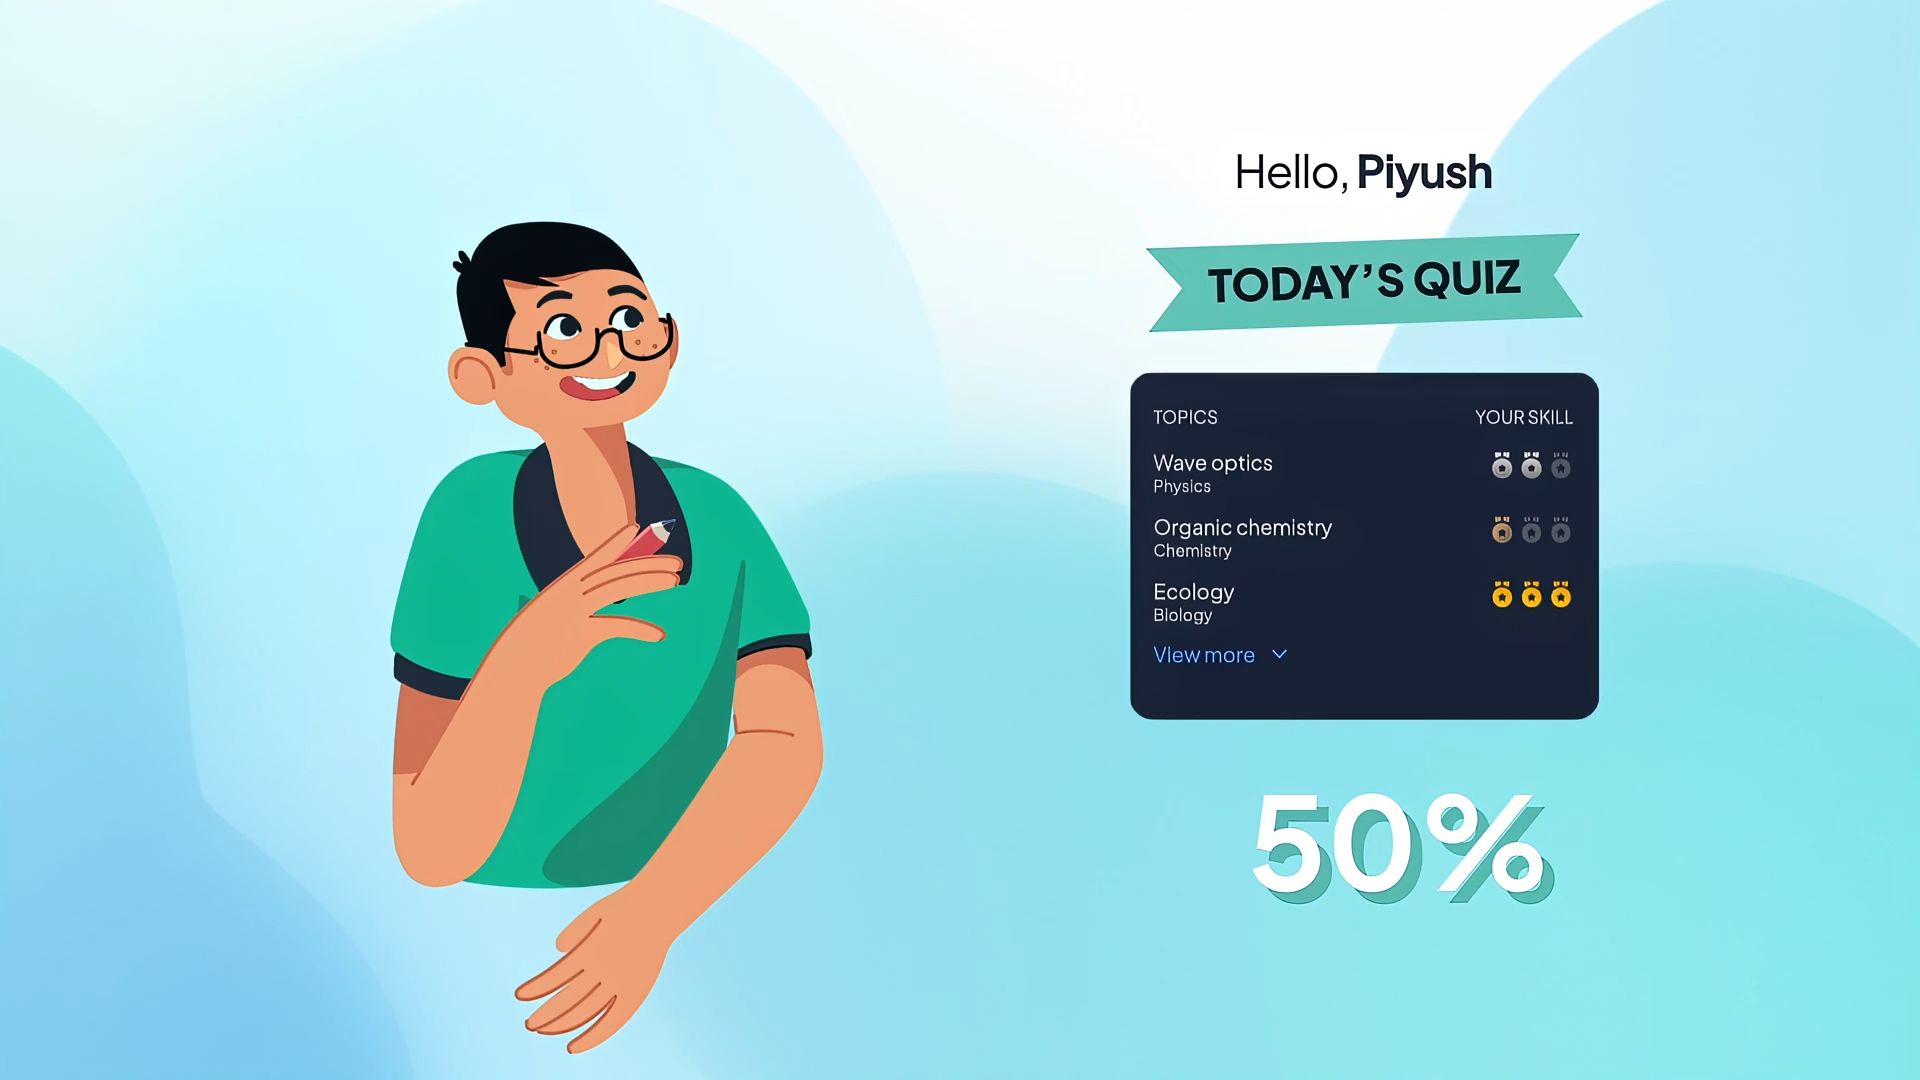 Hello, Piyush
TODAY’S QUIZ
TOPICS YOUR SKILL
Wave optics
Physics
Organic chemistry
Chemistry
Ecology
Biology
View more
50%